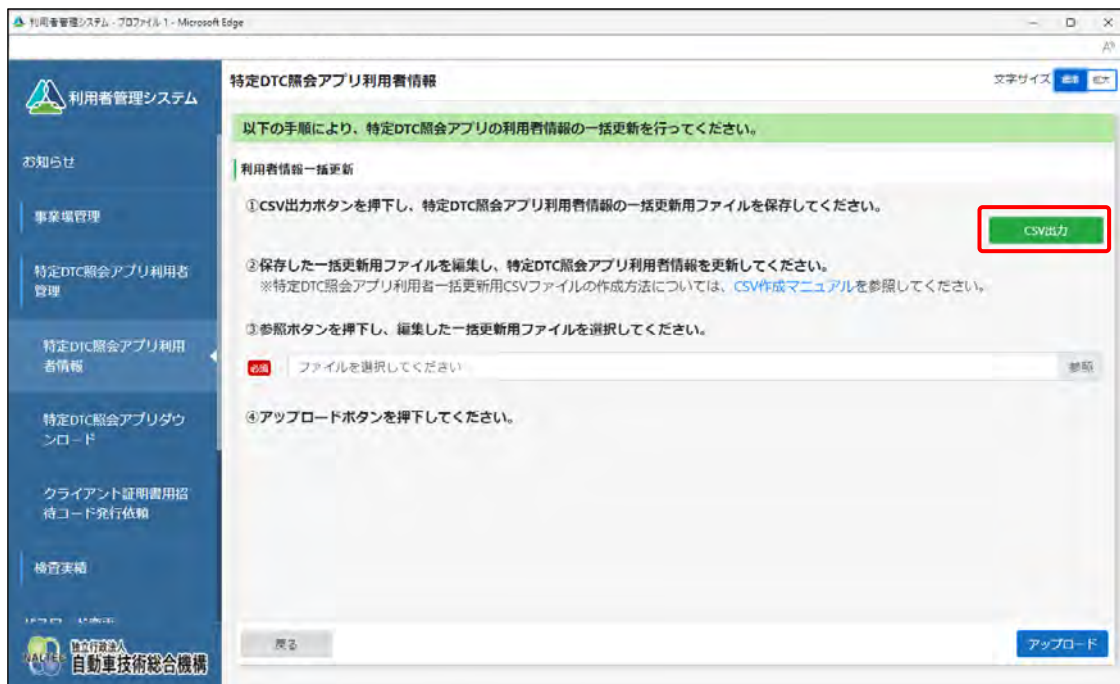 利用者管理システム - プロファイル 1 - Microsoft Edge
利用者管理システム
特定DTC照会アプリ利用者情報
文字サイズ 標準 拡大
以下の手順により、特定DTC照会アプリの利用者情報の一括更新を行ってください。
お知らせ
利用者情報一括更新
①CSV出力ボタンを押下し、特定DTC照会アプリ利用者情報の一括更新用ファイルを保存してください。
事業場管理
CSV出力
特定DTC照会アプリ利用者
管理
②保存した一括更新用ファイルを編集し、特定DTC照会アプリ利用者情報を更新してください。
※特定DTC照会アプリ利用者一括更新用CSVファイルの作成方法については、CSV作成マニュアルを参照してください。
③参照ボタンを押下し、編集した一括更新用ファイルを選択してください。
特定DTC照会アプリ利用
者情報
必須 ファイルを選択してください 参照
特定DTC照会アプリダウ
ンロード
④アップロードボタンを押下してください。
クライアント証明書用招
待コード発行依頼
検査実績
戻る
アップロード
NALTEC 独立行政法人
自動車技術総合機構